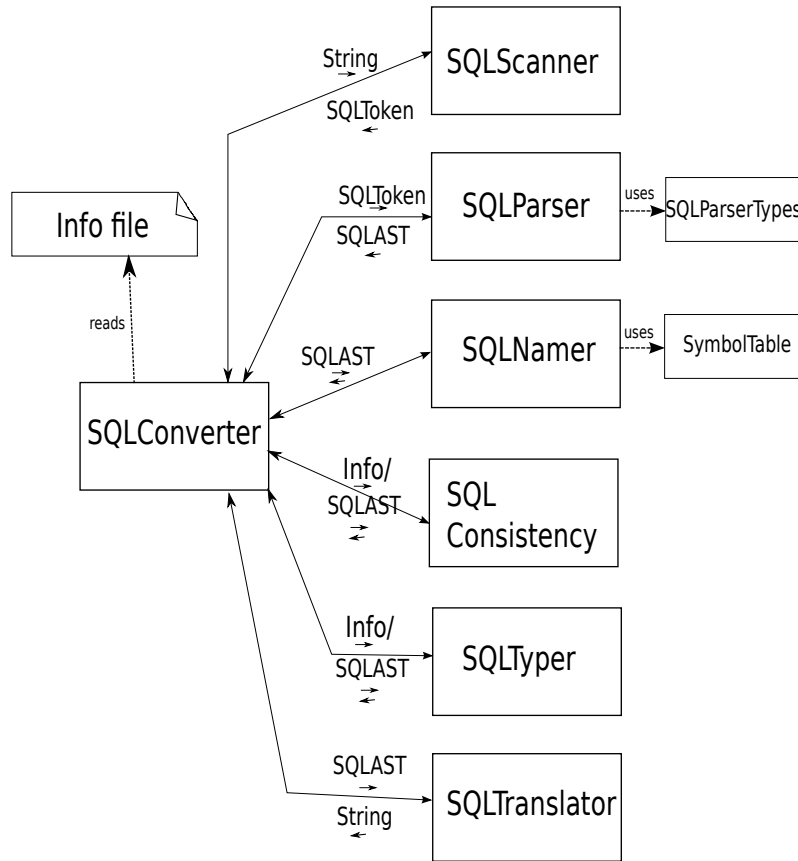 String
SQLScanner
SQLToken
SQLToken
SQLParser
uses
SQLParserTypes
SQLAST
Info file
reads
SQLAST
SQLNamer
uses
SymbolTable
SQLConverter
Info/
SQLAST
SQL
Consistency
Info/
SQLAST
SQLTyper
SQLAST
String
SQLTranslator